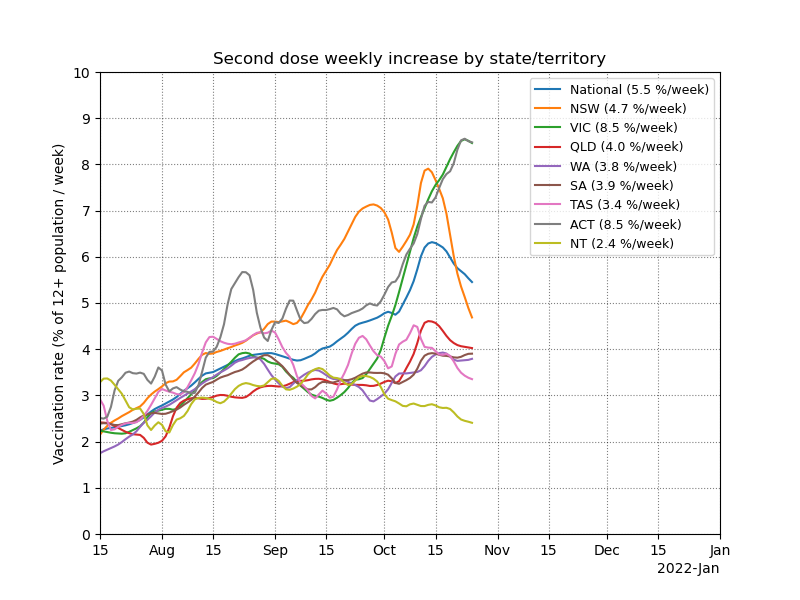 Second dose weekly increase by state/territory
Vaccination rate (% of 12+ population / week)
10
9
8
7
6
5
4
3
2
1
0
National (5.5 %/week)
NSW (4.7 %/week)
VIC (8.5 %/week)
QLD (4.0 %/week)
WA (3.8 %/week)
SA (3.9 %/week)
TAS (3.4 %/week)
ACT (8.5 %/week)
NT (2.4 %/week)
15 Aug 15 Sep 15 Oct 15 Nov 15 Dec 15 Jan
2022-Jan